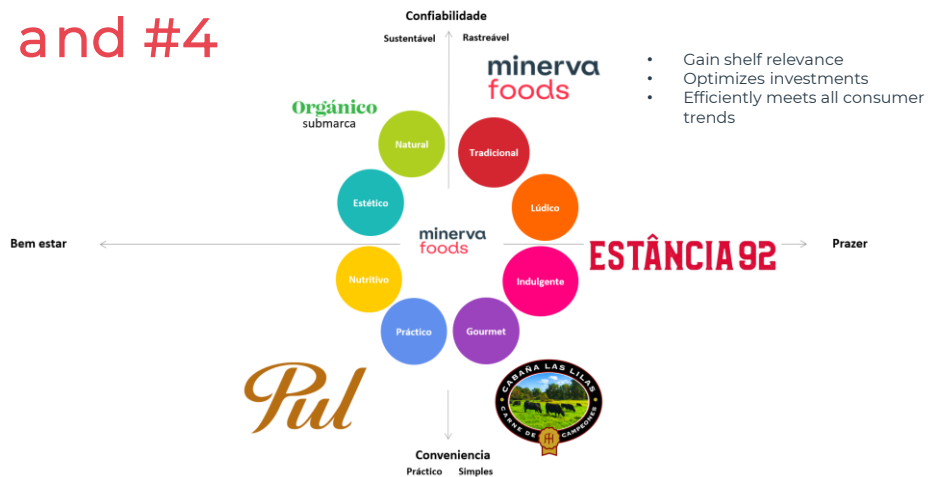 and #4
Confiabilidade
Sustentável
Rastreável
minerva
foods
• Gain shelf relevance
• Optimizes investments
• Efficiently meets all consumer
trends
Orgánico
submarca
Natural
Tradicional
Estético
Lúdico
Bem estar
minerva
foods
ESTÂNCIA 92
Prazer
Nutritivo
Indulgente
Práctico
Gourmet
Pul
CABAÑA LAS LILAS
CARNE DE CAMPEONES
Conveniencia
Práctico
Simples